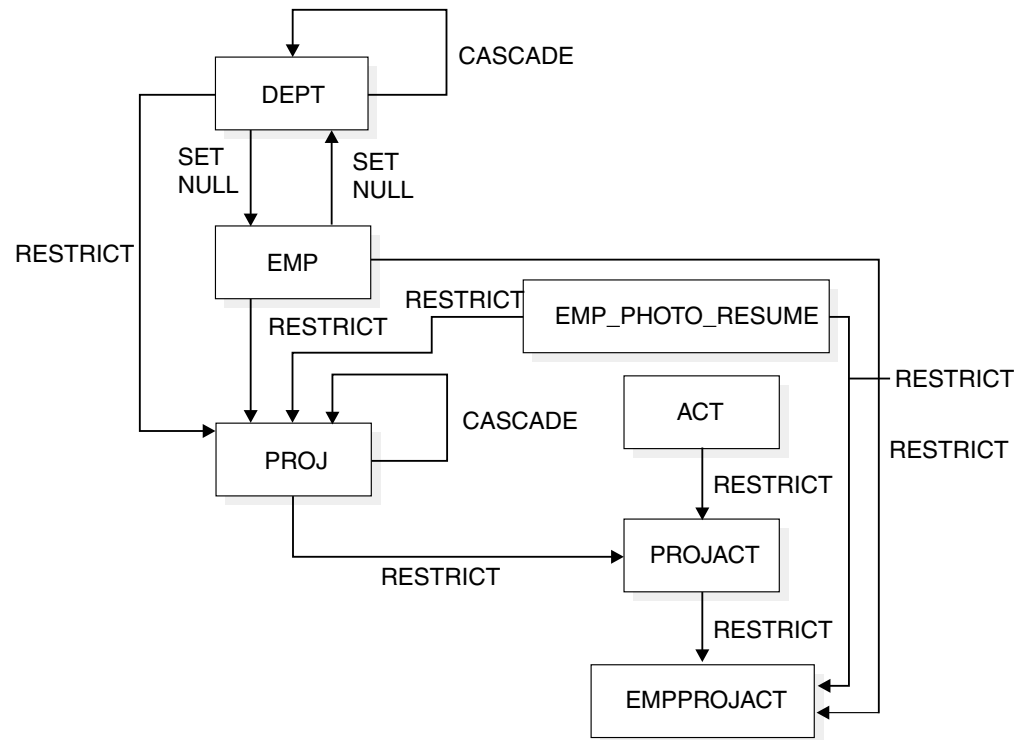 CASCADE
DEPT
SET
NULL
SET
NULL
RESTRICT
EMP
RESTRICT
RESTRICT
EMP_PHOTO_RESUME
RESTRICT
ACT
CASCADE
RESTRICT
PROJ
RESTRICT
PROJACT
RESTRICT
RESTRICT
EMPPROJACT